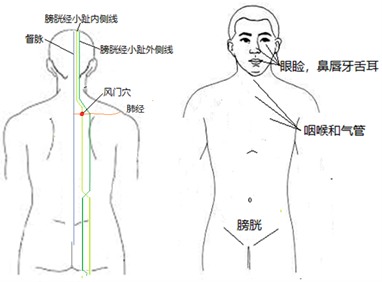 膀胱经小趾内侧线
督脉
膀胱经小趾外侧线
风门穴
肺经
眼睑，鼻唇牙舌耳
咽喉和气管
膀胱